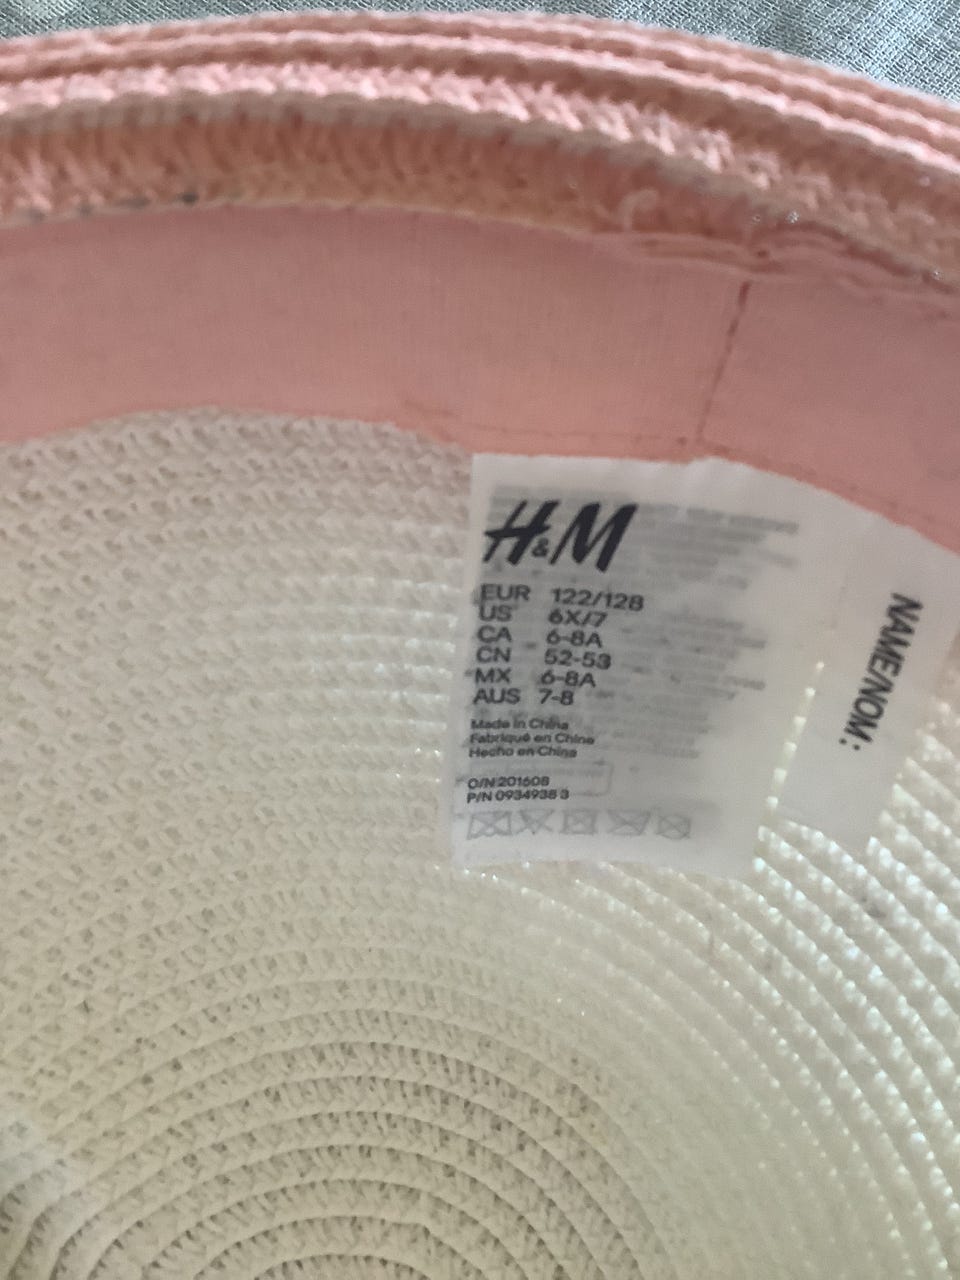 H&M
EUR 122/128
US 6X/7
CA 6-8A
CN 52-53
MX 6-8A
AUS 7-8
Made in China
Fabriqué en Chine
Hecho en China
O/N 201608
P/N 0934938 3
NAME/NOM: